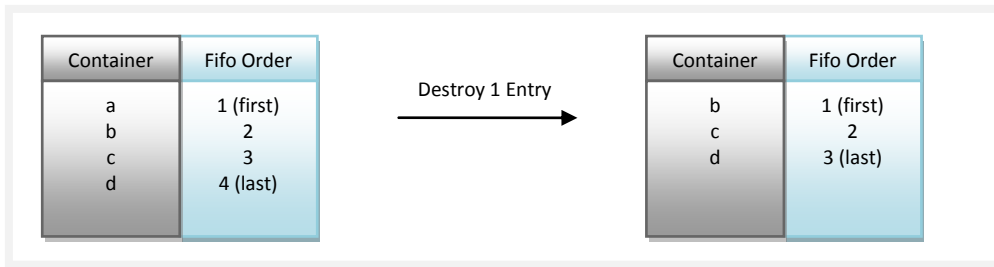 Container Fifo Order
a 1 (first)
b 2
c 3
d 4 (last)
Destroy 1 Entry
Container Fifo Order
b 1 (first)
c 2
d 3 (last)